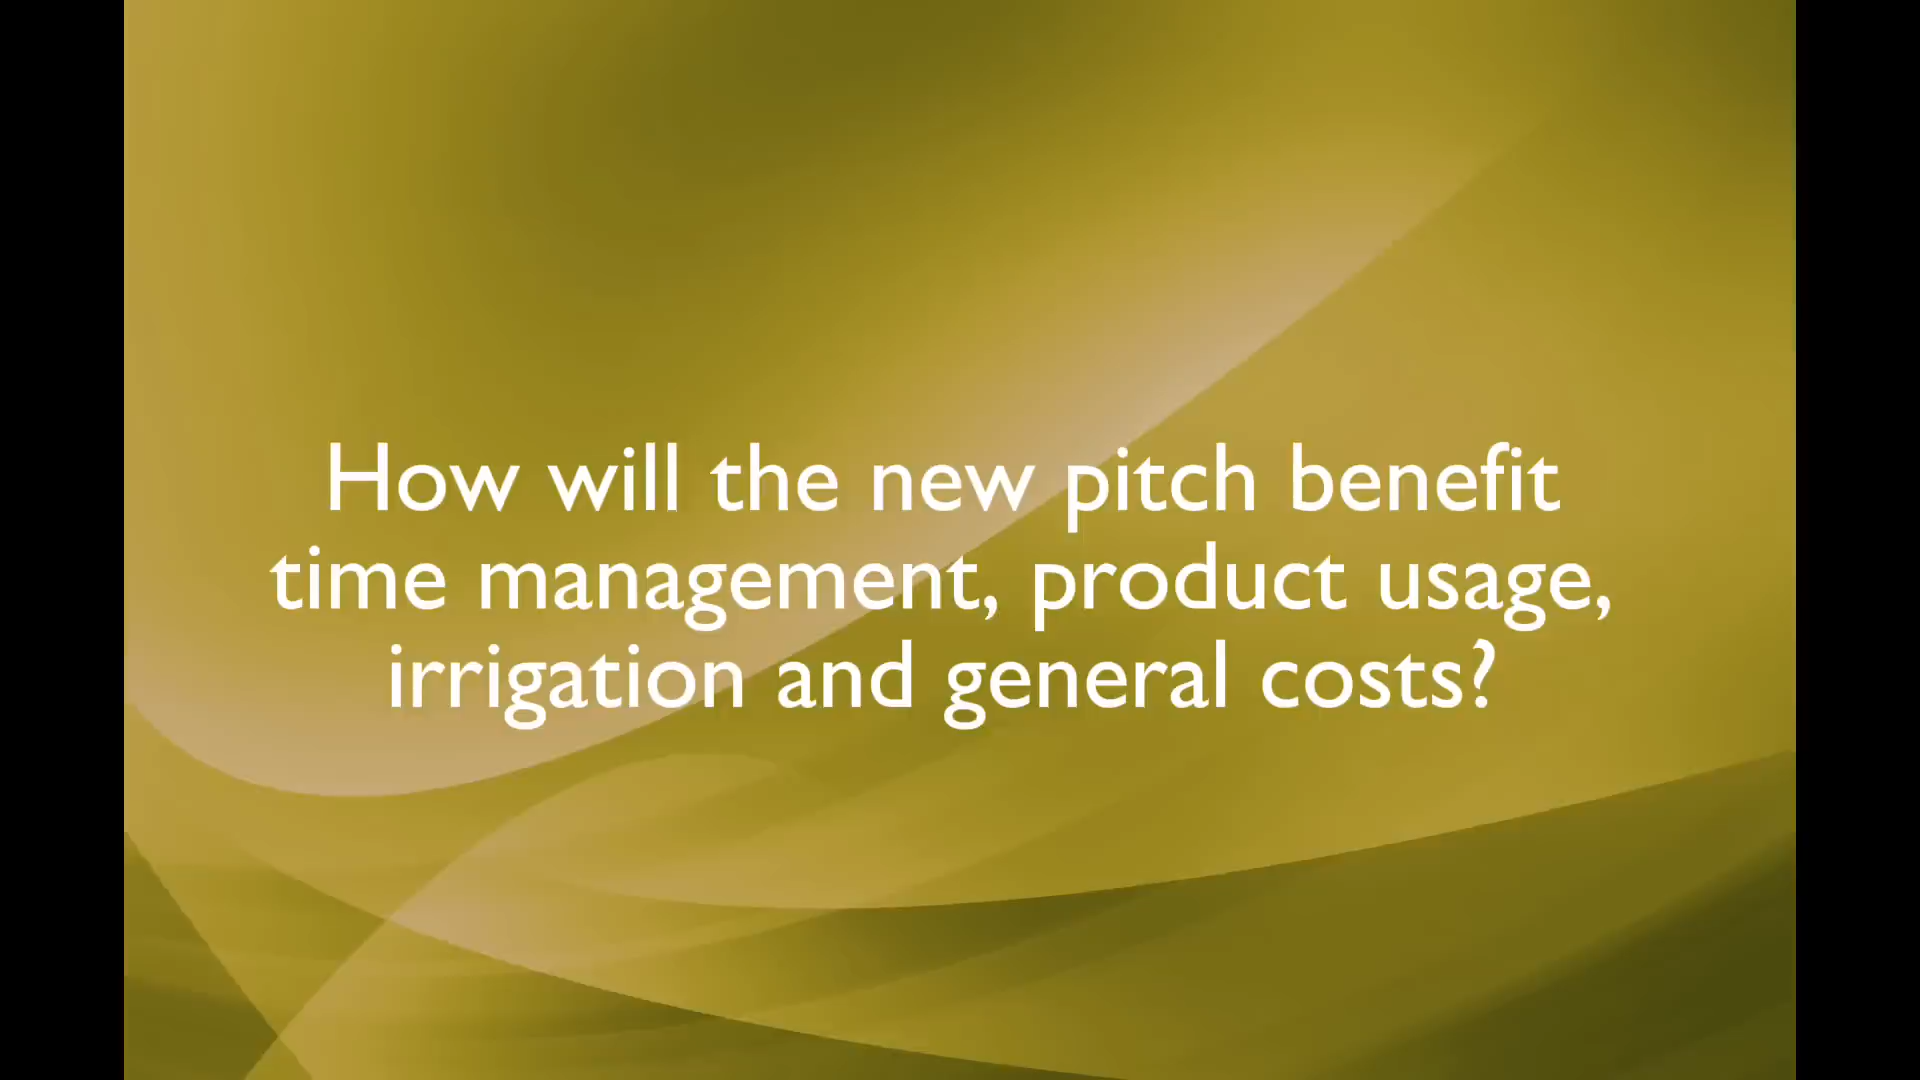 How will the new pitch benefit
time management, product usage,
irrigation and general costs?